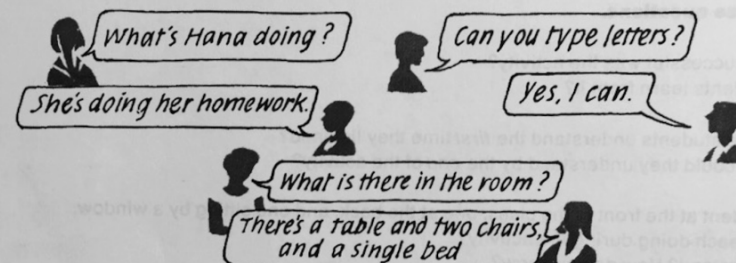 What's Hana doing?
She's doing her homework.
Can you type letters?
Yes, I can.
What is there in the room?
There's a table and two chairs,
and a single bed